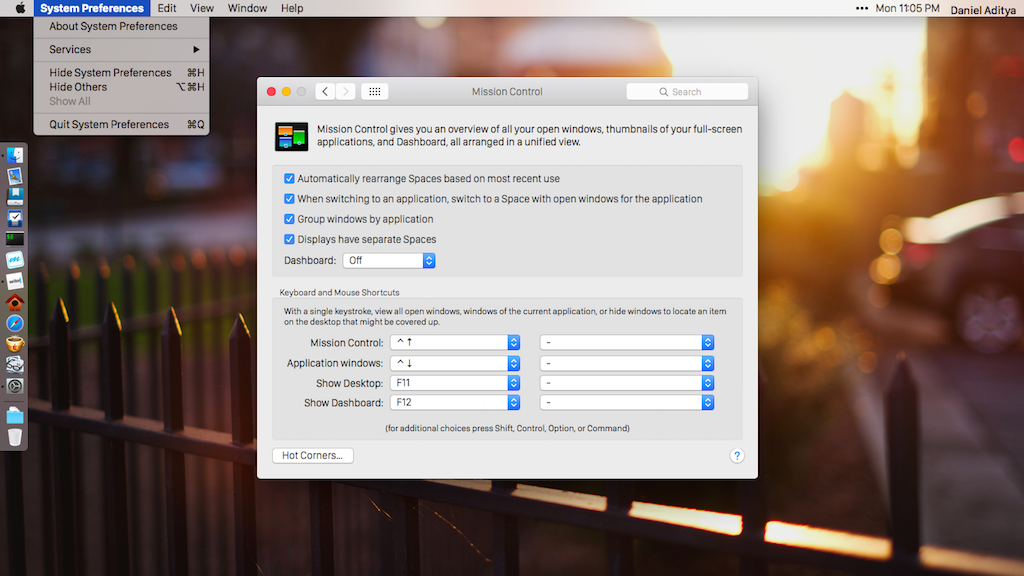 System Preferences Edit View Window Help
••• Mon 11:05 PM Daniel Aditya
About System Preferences
Services ▶
Hide System Preferences ⌘H
Hide Others ⌥⌘H
Show All
Quit System Preferences ⌘Q
Mission Control
Search
Mission Control gives you an overview of all your open windows, thumbnails of your full-screen
applications, and Dashboard, all arranged in a unified view.
Automatically rearrange Spaces based on most recent use
When switching to an application, switch to a Space with open windows for the application
Group windows by application
Displays have separate Spaces
Dashboard: Off
Keyboard and Mouse Shortcuts
With a single keystroke, view all open windows, windows of the current application, or hide windows to locate an item
on the desktop that might be covered up.
Mission Control: ^ ↑ -
Application windows: ^ ↓ -
Show Desktop: F11 -
Show Dashboard: F12 -
(for additional choices press Shift, Control, Option, or Command)
Hot Corners... ?